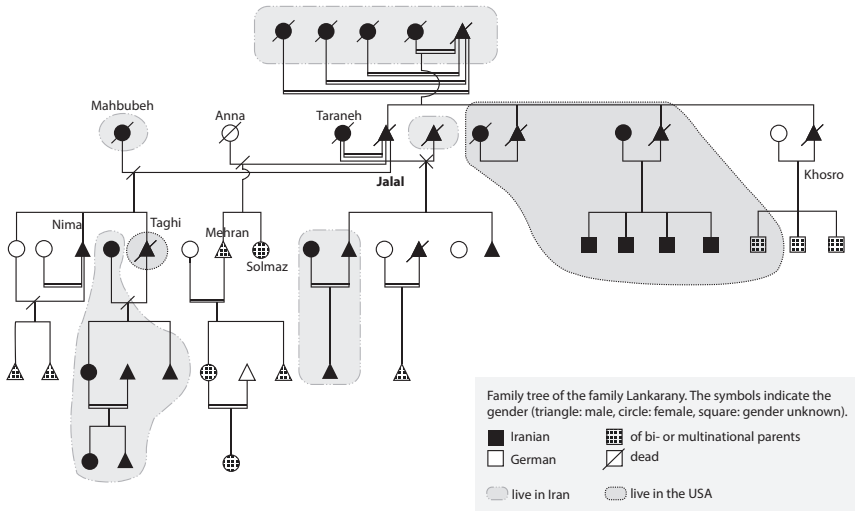 Mahbubeh
Anna
Taraneh
Jalal
Khosro
Nima
Taghi
Mehran
Solmaz
Family tree of the family Lankarany. The symbols indicate the
gender (triangle: male, circle: female, square: gender unknown).
Iranian
of bi- or multinational parents
German
dead
live in Iran
live in the USA